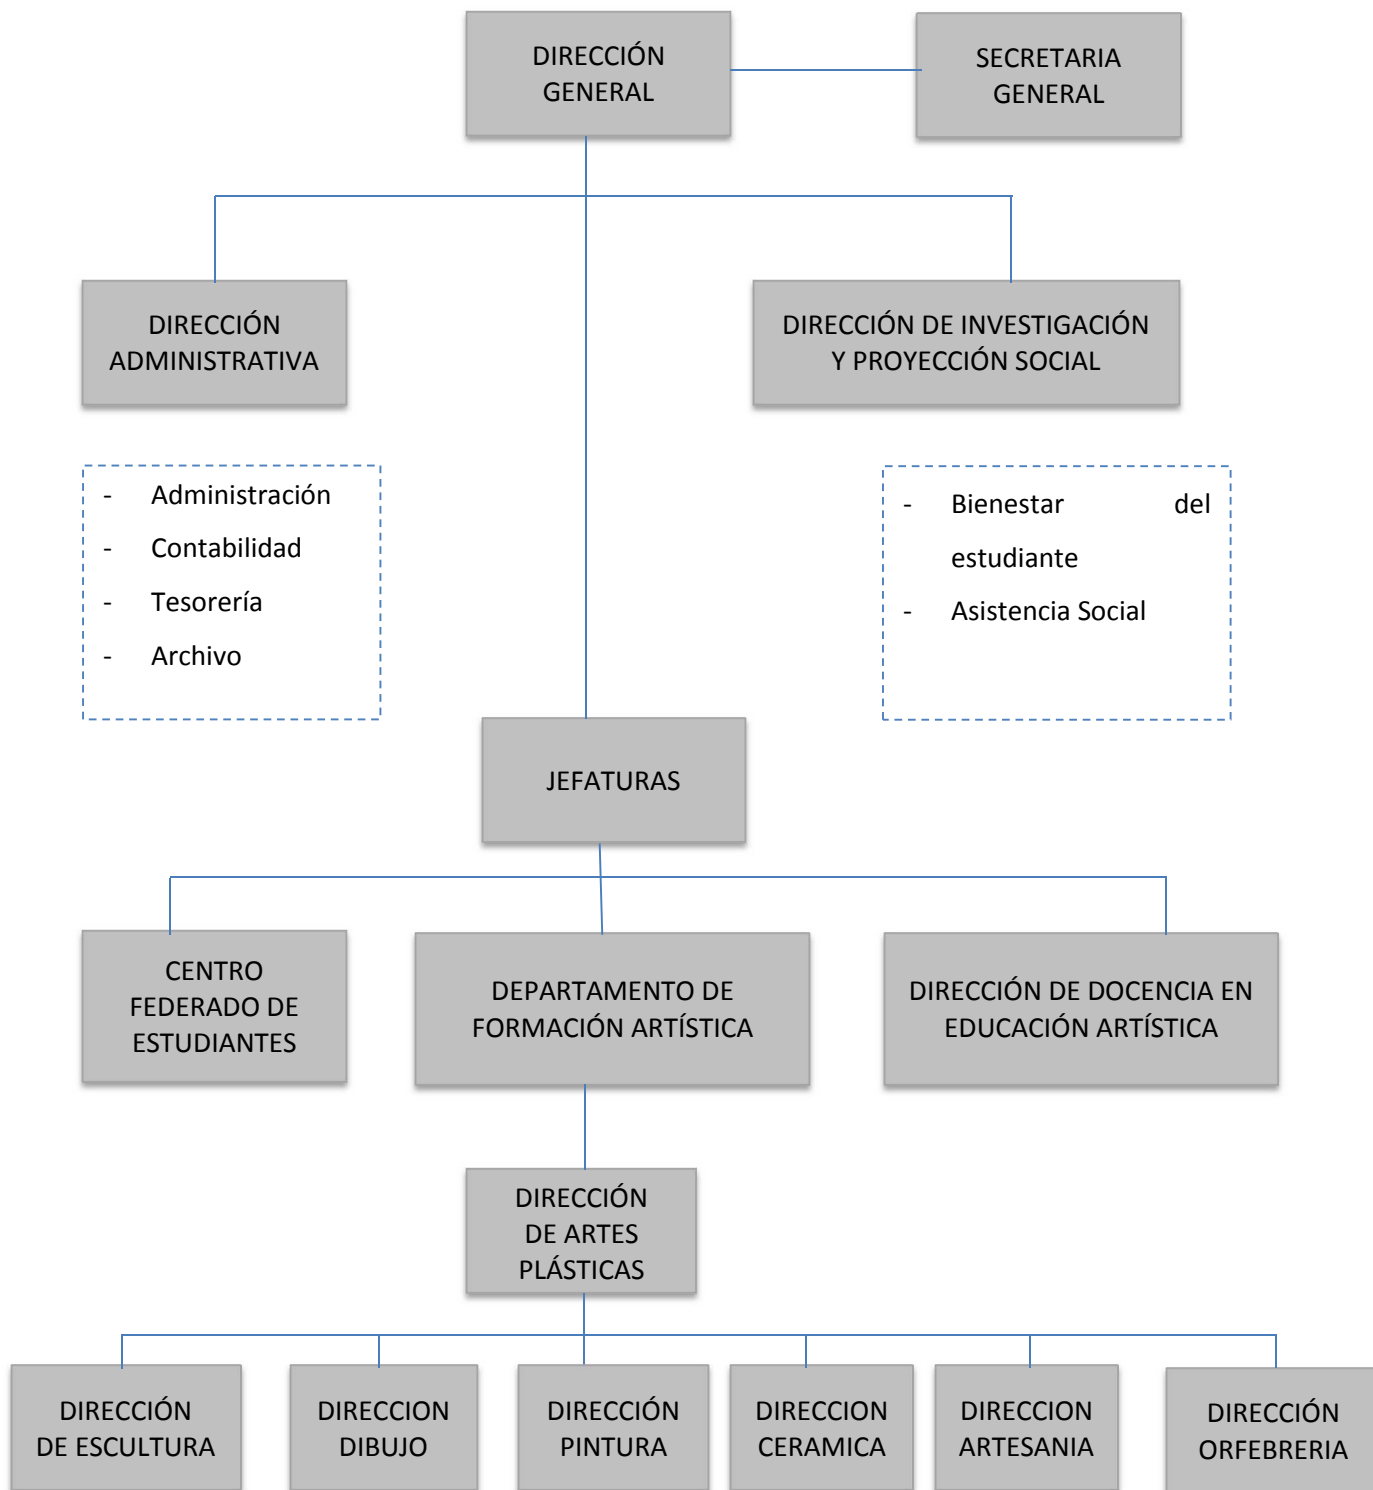 DIRECCIÓN
GENERAL
SECRETARIA
GENERAL
DIRECCIÓN
ADMINISTRATIVA
DIRECCIÓN DE INVESTIGACIÓN
Y PROYECCIÓN SOCIAL
- Administración
- Contabilidad
- Tesorería
- Archivo
- Bienestar del
estudiante
- Asistencia Social
JEFATURAS
CENTRO
FEDERADO DE
ESTUDIANTES
DEPARTAMENTO DE
FORMACIÓN ARTÍSTICA
DIRECCIÓN DE DOCENCIA EN
EDUCACIÓN ARTÍSTICA
DIRECCIÓN
DE ARTES
PLÁSTICAS
DIRECCIÓN
DE ESCULTURA
DIRECCION
DIBUJO
DIRECCIÓN
PINTURA
DIRECCION
CERAMICA
DIRECCION
ARTESANIA
DIRECCIÓN
ORFEBRERIA